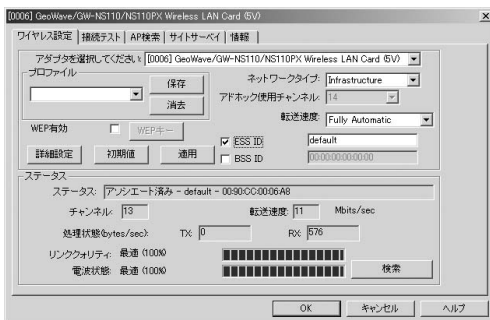 [0006] GeoWave/GW-NS110/NS110PX Wireless LAN Card (5V)
ワイヤレス設定 接続テスト AP検索 サイトサーベイ 情報
アダプタを選択してください: [0006] GeoWave/GW-NS110/NS110PX Wireless LAN Card (5V)
プロファイル
保存
消去
ネットワークタイプ: Infrastructure
アドホック使用チャンネル: 14
転送速度: Fully Automatic
WEP有効 WEPキー
ESS ID default
BSS ID 00:00:00:00:00:00
詳細設定 初期値 適用
ステータス
ステータス: アソシエート済み - default - 00:90:CC:00:06:A8
チャンネル: 13 転送速度: 11 Mbits/sec
処理状態(bytes/sec): TX: 0 RX: 576
リンククォリティ: 最適 (100%)
電波状態: 最適 (100%) 検索
OK キャンセル ヘルプ